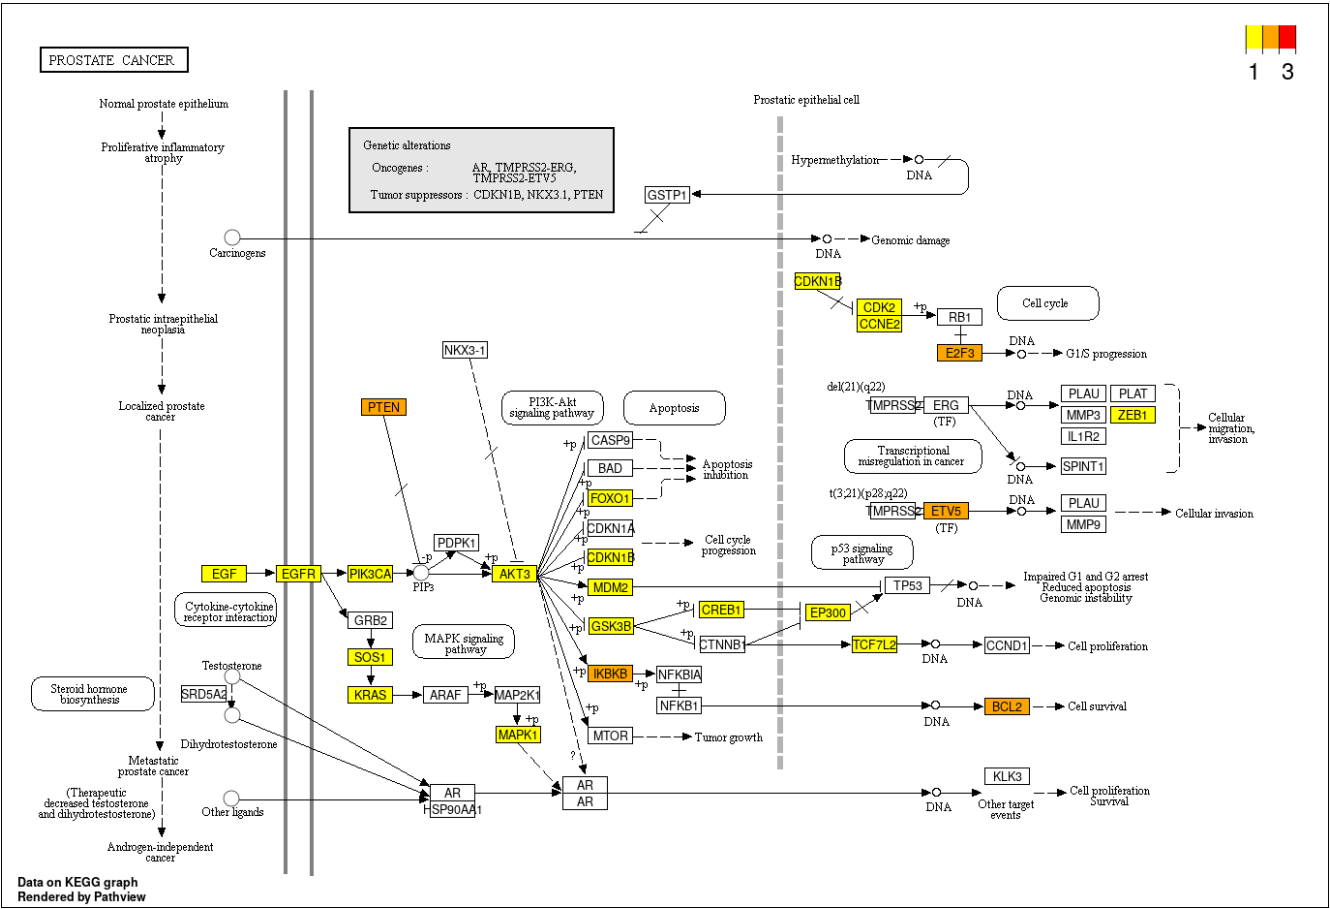 PROSTATE CANCER
1 3
Normal prostate epithelium
Proliferative inflammatory
atrophy
Prostatic intraepithelial
neoplasia
Localized prostate
cancer
Metastatic
prostate cancer
(Therapeutic
decreased testosterone
and dihydrotestosterone)
Androgen-independent
cancer
Genetic alterations
Oncogenes : AR, TMPRSS2-ERG,
TMPRSS2-ETV5
Tumor suppressors : CDKN1B, NKX3.1, PTEN
Prostatic epithelial cell
Hypermethylation
DNA
GSTP1
Carcinogens
DNA
Genomic damage
CDKN1B
CDK2
CCNE2
+p
RB1
Cell cycle
E2F3
DNA
G1/S progression
NKX3-1
PTEN
PI3K-Akt
signaling pathway
Apoptosis
del(21)(q22)
TMPRSS2
ERG
(TF)
DNA
PLAU
PLAT
MMP3
ZEB1
IL1R2
Cellular
migration,
invasion
Transcriptional
misregulation in cancer
DNA
SPINT1
t(3;21)(p28;q22)
TMPRSS2
ETV5
(TF)
DNA
PLAU
MMP9
Cellular invasion
+p
CASP9
BAD
+p
FOXO1
+p
Apoptosis
inhibition
CDKN1A
+p
CDKN1B
Cell cycle
progression
p53 signaling
pathway
EGF
EGFR
PIK3CA
-p
PIP3
PDPK1
+p
AKT3
+p
MDM2
TP53
DNA
Impaired G1 and G2 arrest
Reduced apoptosis
Genomic instability
Cytokine-cytokine
receptor interaction
GRB2
SOS1
KRAS
ARAF
+p
MAP2K1
+p
MAPK1
MAPK signaling
pathway
+p
GSK3B
+p
CREB1
+p
CTNNB1
EP300
TCF7L2
DNA
CCND1
Cell proliferation
+p
IKBKB
+p
NFKBIA
NFKB1
DNA
BCL2
Cell survival
+p
MTOR
Tumor growth
?
Testosterone
SRD5A2
Steroid hormone
biosynthesis
Dihydrotestosterone
Other ligands
AR
HSP90AA1
AR
AR
DNA
KLK3
Other target
events
Cell proliferation
Survival
Data on KEGG graph
Rendered by Pathview